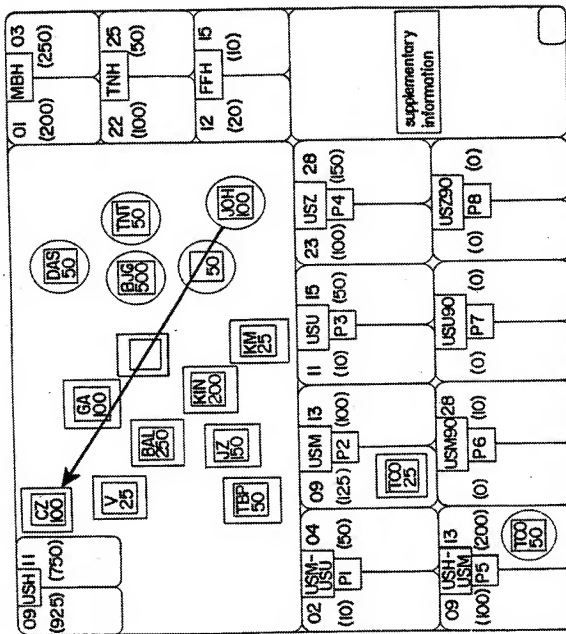 09 USH 11
(925) (750)
01 MBH 03
(200) (250)
22 TNH 25
(100) (50)
12 FFH 15
(20) (10)
CZ
100
V
25
GA
100
BAL
250
TBP
50
JZ
150
KIN
200
KM
25
DAS
50
BJG
500
TNT
50
50
JOH
100
02 USM-USU 04
(10) P1 (50)
09 USM 13
(125) P2 (100)
TCO
25
11 USU 15
(10) P3 (50)
23 USZ 28
(100) P4 (150)
09 USH-USM 13
(100) P5 (200)
TCO
50
USM90 28
(0) P6 (10)
USU90
(0) P7 (0)
USZ90
(0) P8 (0)
supplementary
information